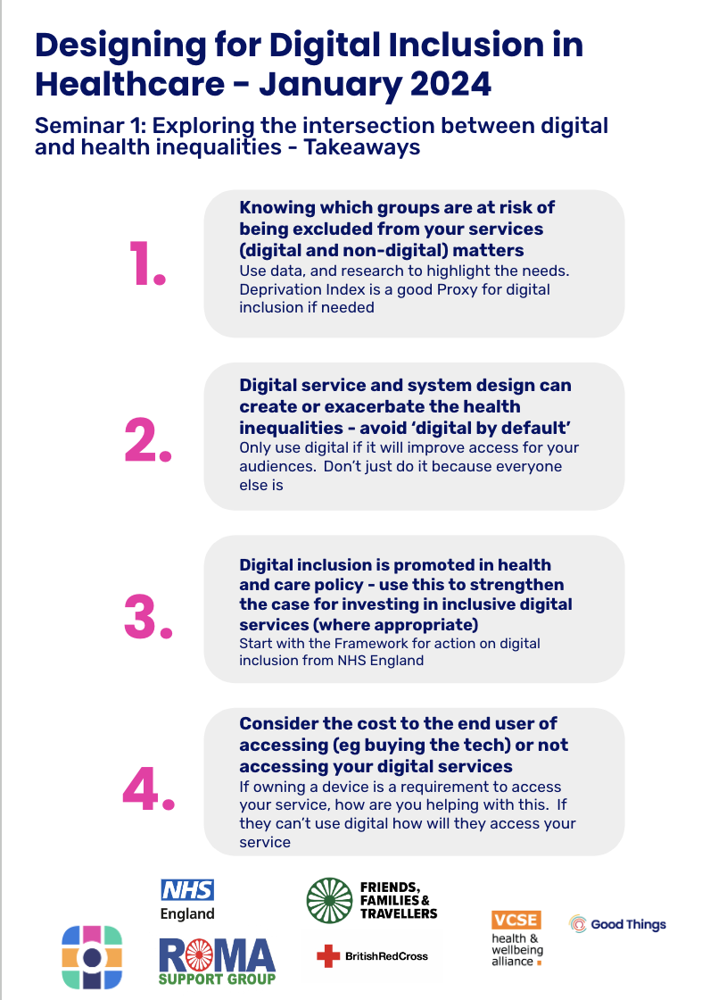 Designing for Digital Inclusion in
Healthcare - January 2024
Seminar 1: Exploring the intersection between digital
and health inequalities - Takeaways
1.
Knowing which groups are at risk of
being excluded from your services
(digital and non-digital) matters
Use data, and research to highlight the needs.
Deprivation Index is a good Proxy for digital
inclusion if needed
2.
Digital service and system design can
create or exacerbate the health
inequalities - avoid ‘digital by default’
Only use digital if it will improve access for your
audiences.  Don’t just do it because everyone
else is
3.
Digital inclusion is promoted in health
and care policy - use this to strengthen
the case for investing in inclusive digital
services (where appropriate)
Start with the Framework for action on digital
inclusion from NHS England
4.
Consider the cost to the end user of
accessing (eg buying the tech) or not
accessing your digital services
If owning a device is a requirement to access
your service, how are you helping with this.  If
they can’t use digital how will they access your
service
NHS
England
FRIENDS,
FAMILIES &
TRAVELLERS
ROMA
SUPPORT GROUP
BritishRedCross
VCSE
health &
wellbeing
alliance
Good Things